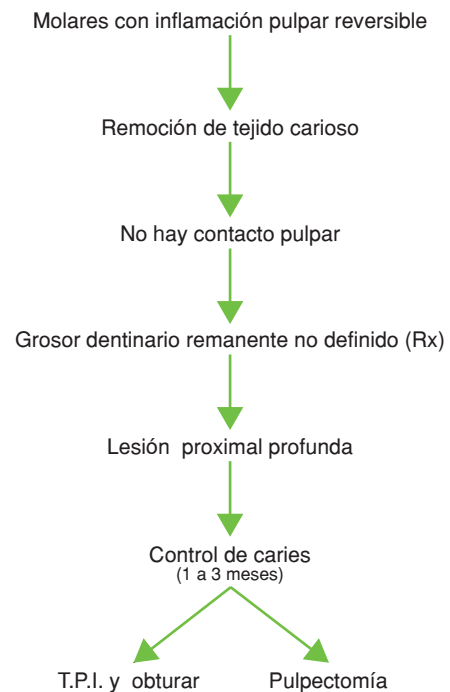 Molares con inflamación pulpar reversible
Remoción de tejido carioso
No hay contacto pulpar
Grosor dentinario remanente no definido (Rx)
Lesión proximal profunda
Control de caries
(1 a 3 meses)
T.P.I. y obturar
Pulpectomía